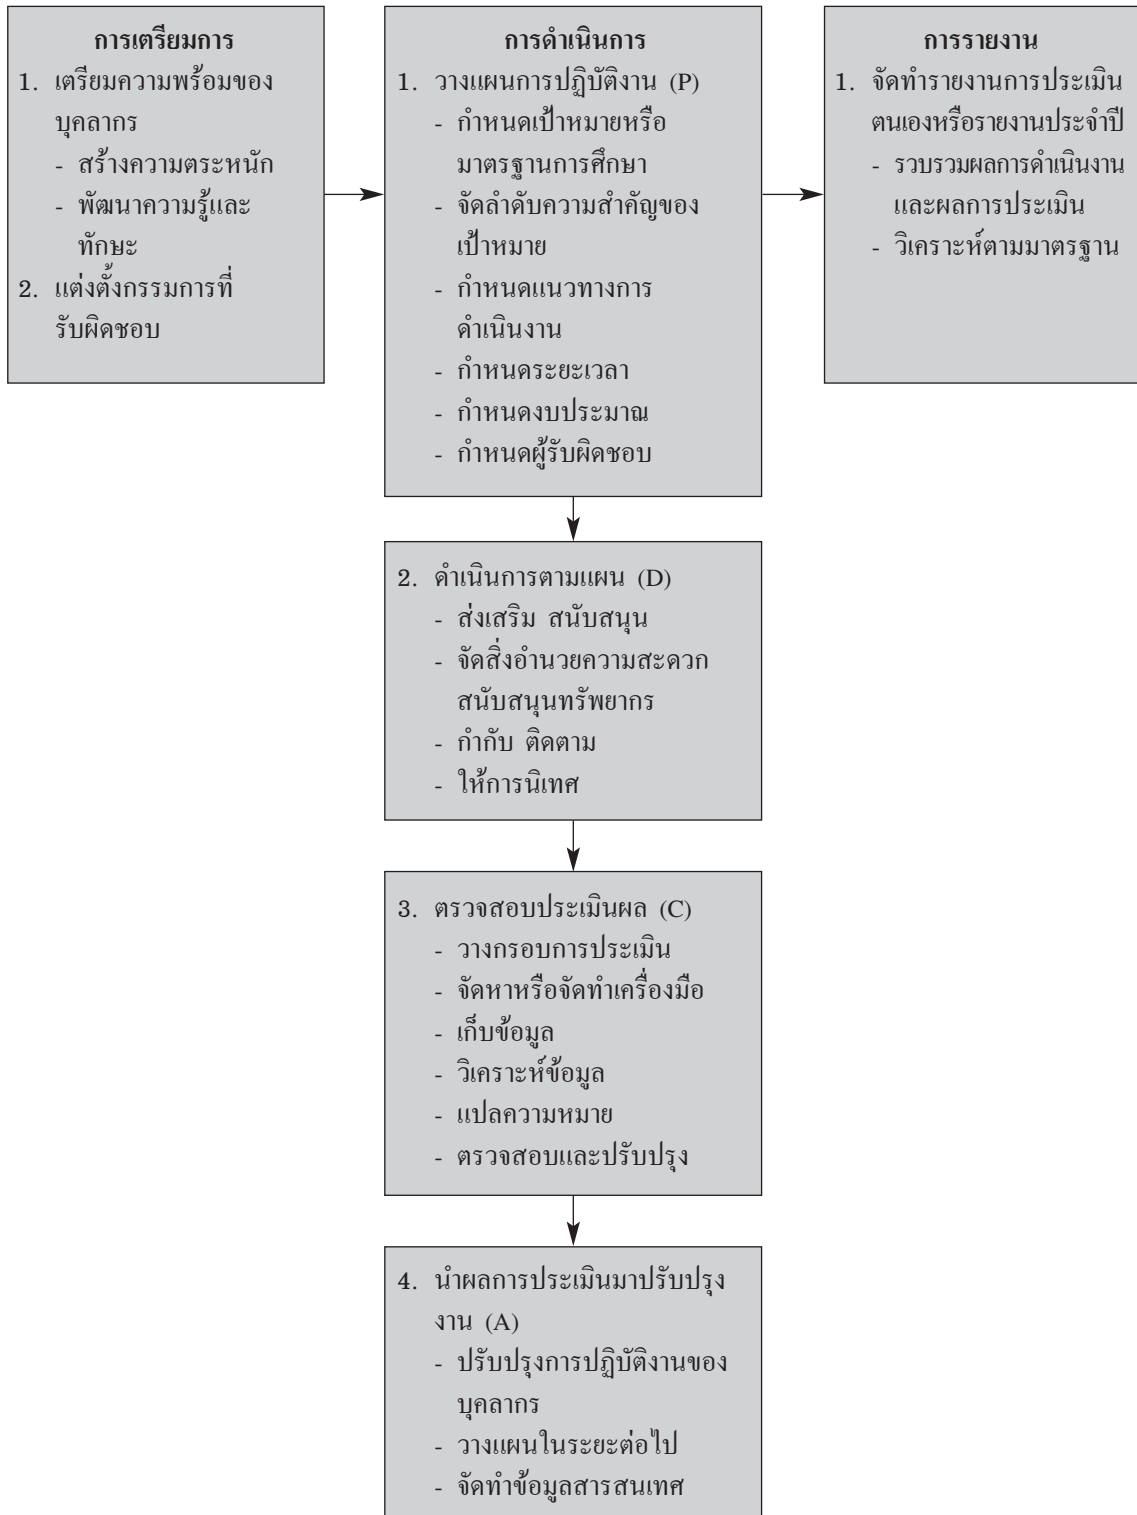 การเตรียมการ
1. เตรียมความพร้อมของ
บุคลากร
- สร้างความตระหนัก
- พัฒนาความรู้และ
ทักษะ
2. แต่งตั้งกรรมการที่
รับผิดชอบ
การดำเนินการ
1. วางแผนการปฏิบัติงาน (P)
- กำหนดเป้าหมายหรือ
มาตรฐานการศึกษา
- จัดลำดับความสำคัญของ
เป้าหมาย
- กำหนดแนวทางการ
ดำเนินงาน
- กำหนดระยะเวลา
- กำหนดงบประมาณ
- กำหนดผู้รับผิดชอบ
การรายงาน
1. จัดทำรายงานการประเมิน
ตนเองหรือรายงานประจำปี
- รวบรวมผลการดำเนินงาน
และผลการประเมิน
- วิเคราะห์ตามมาตรฐาน
2. ดำเนินการตามแผน (D)
- ส่งเสริม สนับสนุน
- จัดสิ่งอำนวยความสะดวก
สนับสนุนทรัพยากร
- กำกับ ติดตาม
- ให้การนิเทศ
3. ตรวจสอบประเมินผล (C)
- วางกรอบการประเมิน
- จัดหาหรือจัดทำเครื่องมือ
- เก็บข้อมูล
- วิเคราะห์ข้อมูล
- แปลความหมาย
- ตรวจสอบและปรับปรุง
4. นำผลการประเมินมาปรับปรุง
งาน (A)
- ปรับปรุงการปฏิบัติงานของ
บุคลากร
- วางแผนในระยะต่อไป
- จัดทำข้อมูลสารสนเทศ